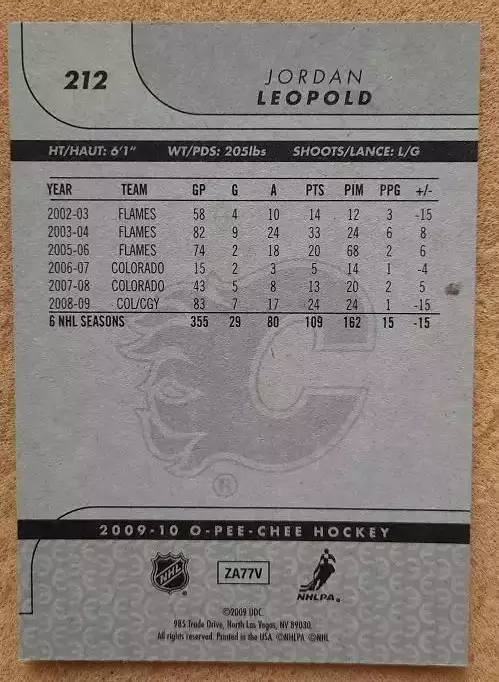 212
JORDAN
LEOPOLD
HT/HAUT: 6'1" WT/PDS: 205lbs SHOOTS/LANCE: L/G
YEAR TEAM GP G A PTS PIM PPG +/-
2002-03 FLAMES 58 4 10 14 12 3 -15
2003-04 FLAMES 82 9 24 33 24 6 8
2005-06 FLAMES 74 2 18 20 68 2 6
2006-07 COLORADO 15 2 3 5 14 1 -4
2007-08 COLORADO 43 5 8 13 20 2 5
2008-09 COL/CGY 83 7 17 24 24 1 -15
6 NHL SEASONS 355 29 80 109 162 15 -15
®
2009-10 O-PEE-CHEE HOCKEY
NHL ZA77V NHLPA®
©2009 UDC.
985 Trade Drive, North Las Vegas, NV 89030.
All rights reserved. Printed in the USA. ©NHLPA ©NHL